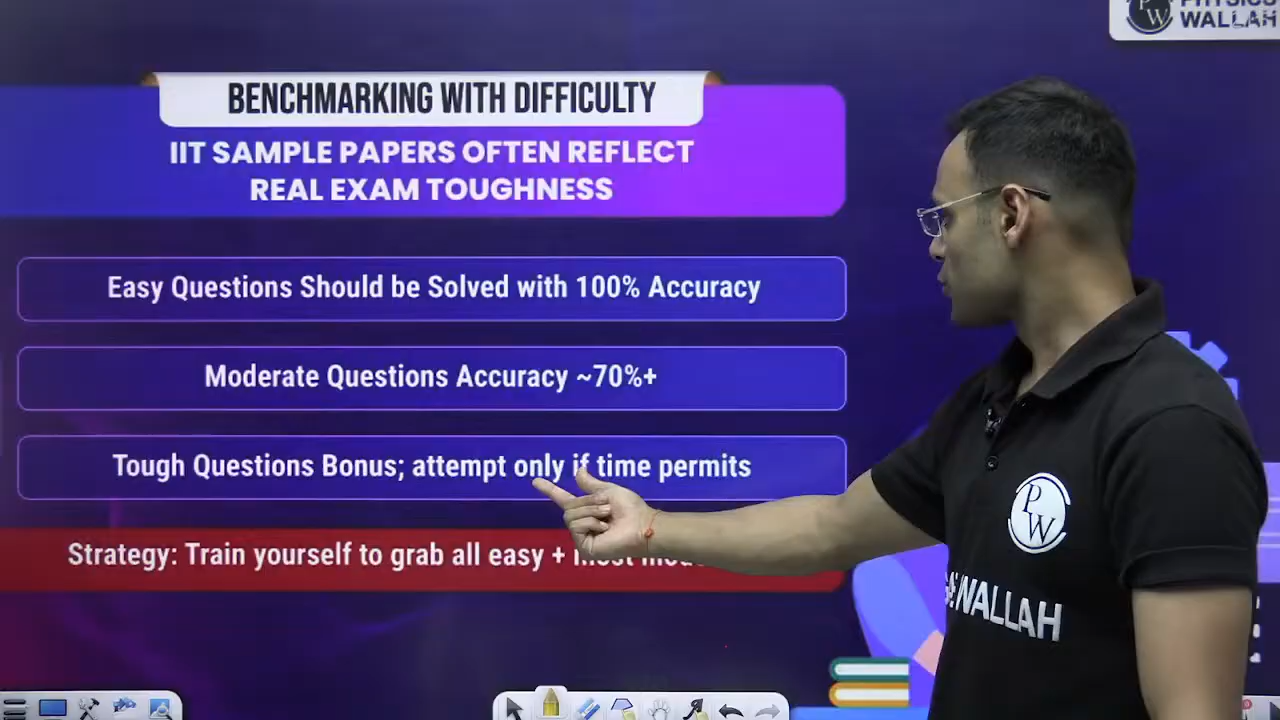 PHYSICS
WALLAH
BENCHMARKING WITH DIFFICULTY
IIT SAMPLE PAPERS OFTEN REFLECT
REAL EXAM TOUGHNESS
Easy Questions Should be Solved with 100% Accuracy
Moderate Questions Accuracy ~70%+
Tough Questions Bonus; attempt only if time permits
Strategy: Train yourself to grab all easy + most
PW
WALLAH